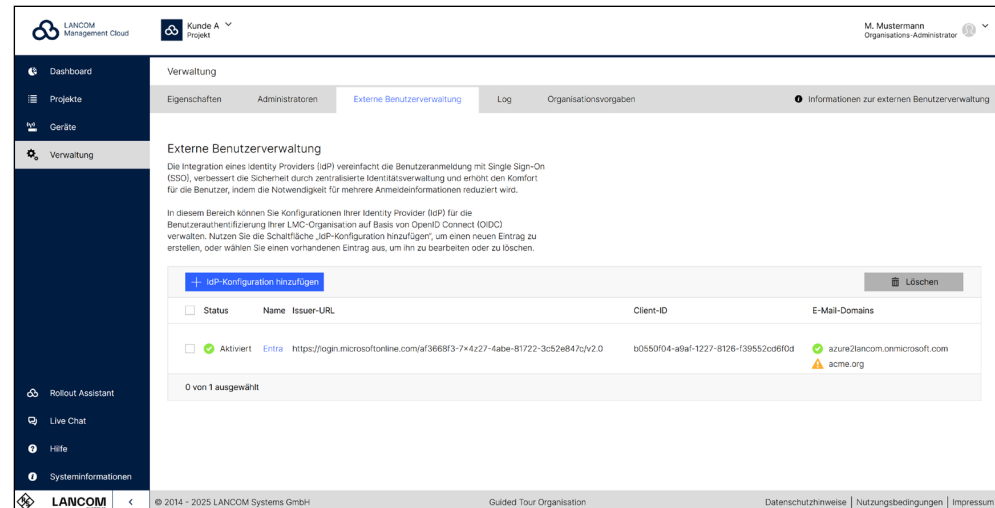 LANCOM
Management Cloud
Kunde A
Projekt
M. Mustermann
Organisations-Administrator
Dashboard
Projekte
Geräte
Verwaltung
Rollout Assistant
Live Chat
Hilfe
Systeminformationen
LANCOM
Verwaltung
Eigenschaften Administratoren Externe Benutzerverwaltung Log Organisationsvorgaben Informationen zur externen Benutzerverwaltung
Externe Benutzerverwaltung
Die Integration eines Identity Providers (IdP) vereinfacht die Benutzeranmeldung mit Single Sign-On
(SSO), verbessert die Sicherheit durch zentralisierte Identitätsverwaltung und erhöht den Komfort
für die Benutzer, indem die Notwendigkeit für mehrere Anmeldeinformationen reduziert wird.
In diesem Bereich können Sie Konfigurationen Ihrer Identity Provider (IdP) für die
Benutzerauthentifizierung Ihrer LMC-Organisation auf Basis von OpenID Connect (OIDC)
verwalten. Nutzen Sie die Schaltfläche „IdP-Konfiguration hinzufügen", um einen neuen Eintrag zu
erstellen, oder wählen Sie einen vorhandenen Eintrag aus, um ihn zu bearbeiten oder zu löschen.
IdP-Konfiguration hinzufügen Löschen
Status Name Issuer-URL Client-ID E-Mail-Domains
Aktiviert Entra https://login.microsoftonline.com/af3668f3-7×4z27-4abe-81722-3c52e847c/v2.0 b0550f04-a9af-1227-8126-f39552cd6f0d azure2lancom.onmicrosoft.com
acme.org
0 von 1 ausgewählt
© 2014 - 2025 LANCOM Systems GmbH Guided Tour Organisation Datenschutzhinweise | Nutzungsbedingungen | Impressum